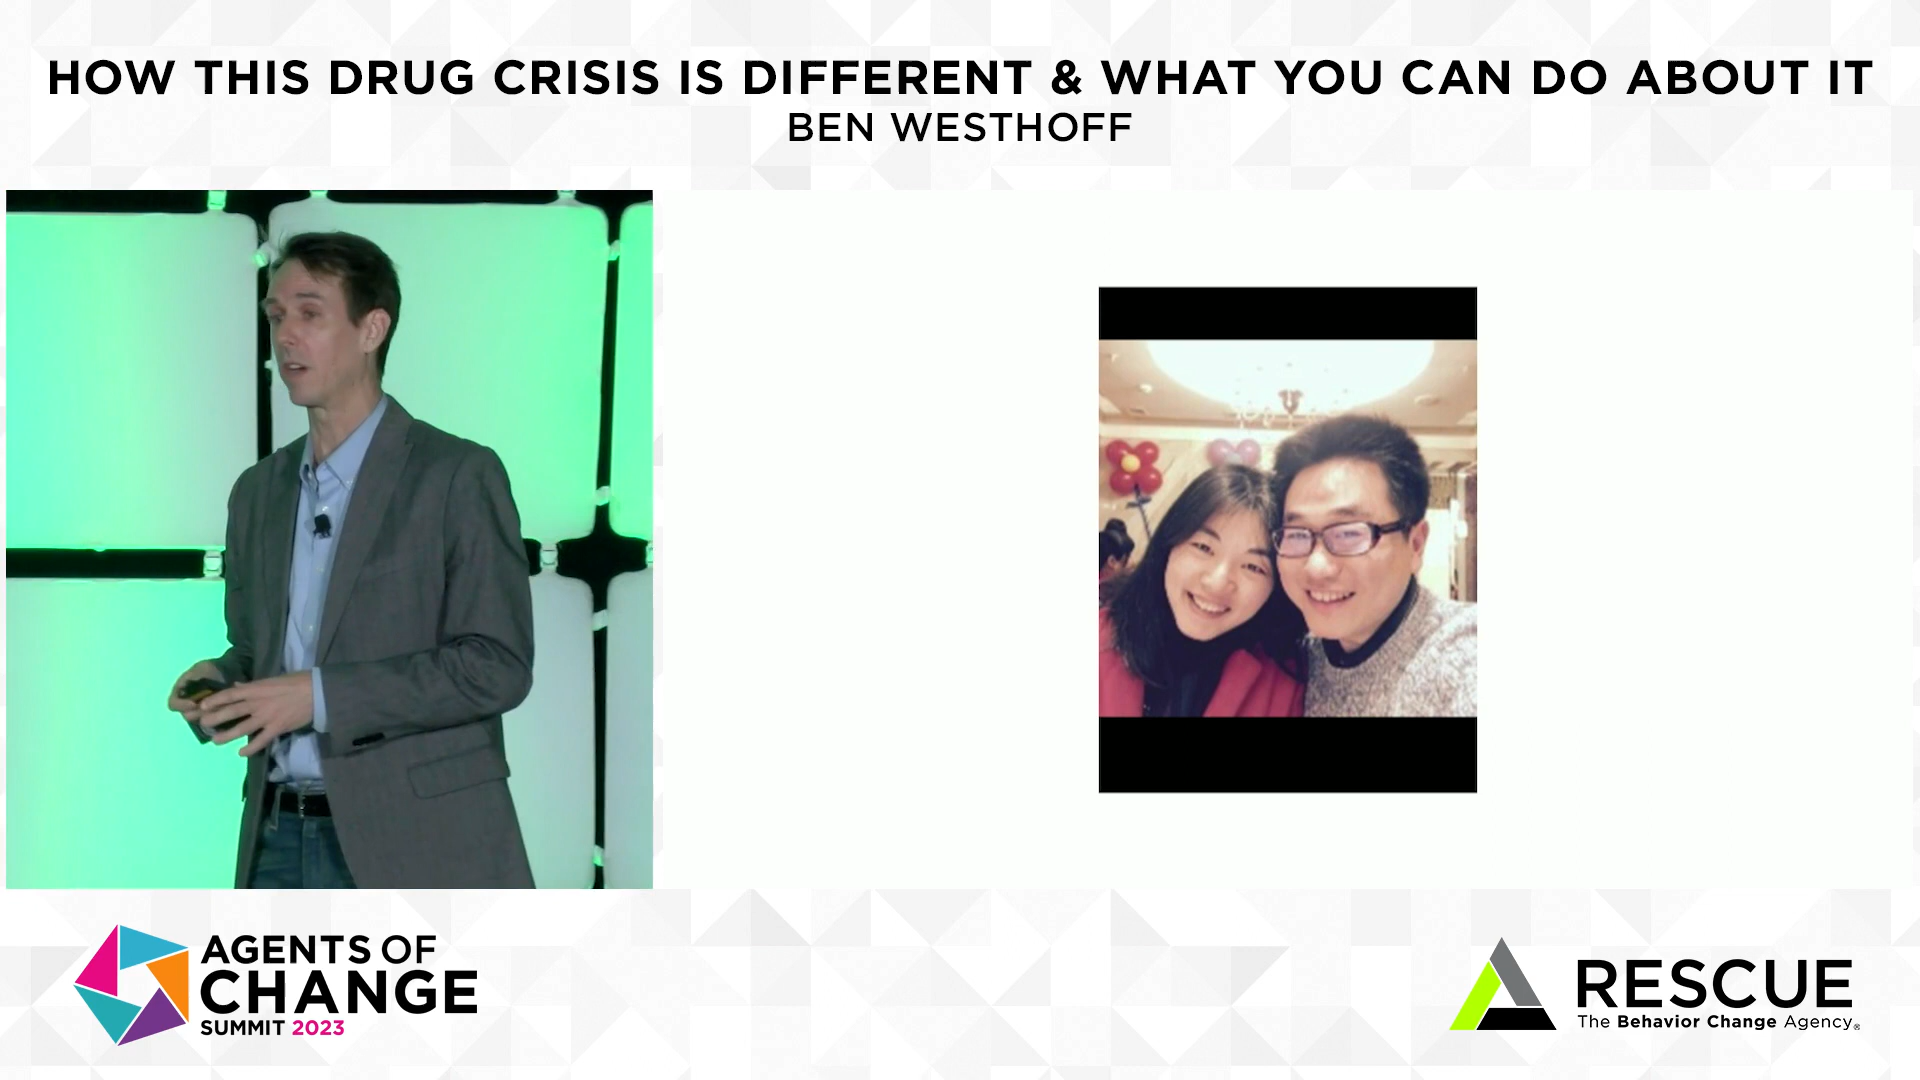 HOW THIS DRUG CRISIS IS DIFFERENT & WHAT YOU CAN DO ABOUT IT
BEN WESTHOFF
AGENTS OF
CHANGE
SUMMIT 2023
RESCUE
The Behavior Change Agency®